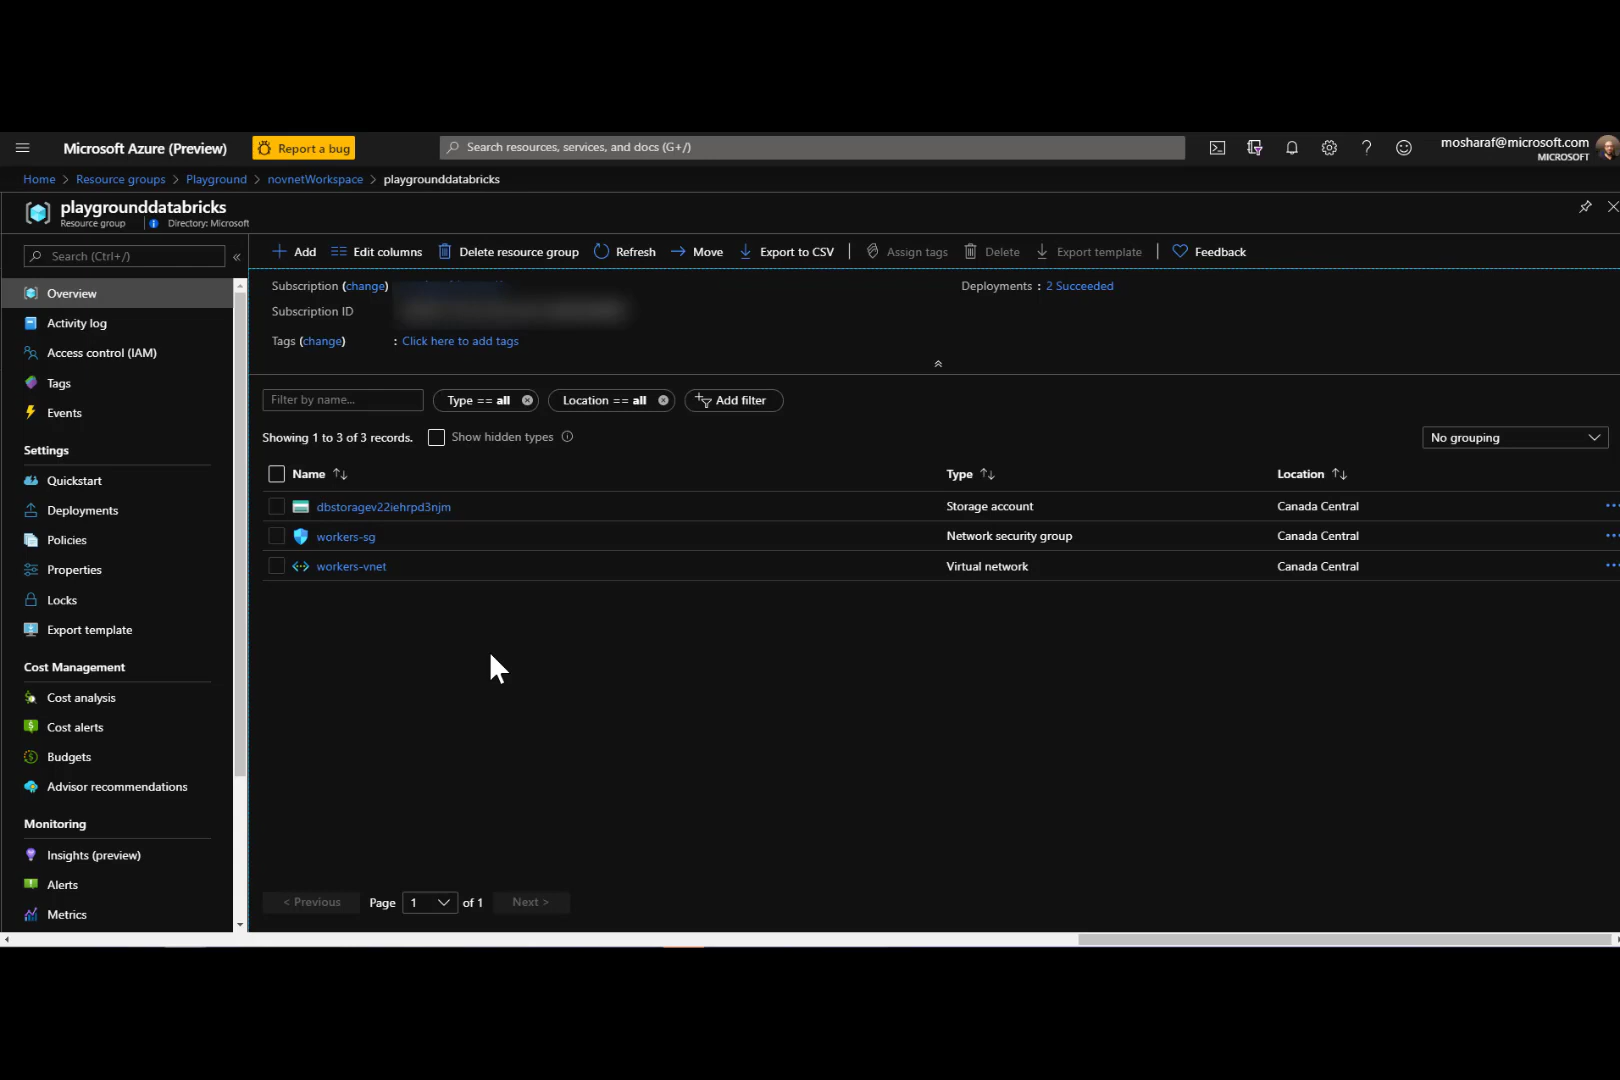 Microsoft Azure (Preview)
Report a bug
Search resources, services, and docs (G+/)
mosharaf@microsoft.com
MICROSOFT
Home > Resource groups > Playground > novnetWorkspace > playgrounddatabricks
playgrounddatabricks
Resource group
Directory: Microsoft
Search (Ctrl+/)
Overview
Activity log
Access control (IAM)
Tags
Events
Settings
Quickstart
Deployments
Policies
Properties
Locks
Export template
Cost Management
Cost analysis
Cost alerts
Budgets
Advisor recommendations
Monitoring
Insights (preview)
Alerts
Metrics
Add Edit columns Delete resource group Refresh Move Export to CSV Assign tags Delete Export template Feedback
Subscription (change)
Deployments : 2 Succeeded
Subscription ID
Tags (change) : Click here to add tags
Filter by name...
Type == all
Location == all
Add filter
Showing 1 to 3 of 3 records.
Show hidden types
No grouping
Name Type Location
dbstoragev22iehrpd3njm Storage account Canada Central
workers-sg Network security group Canada Central
workers-vnet Virtual network Canada Central
< Previous Page 1 of 1 Next >